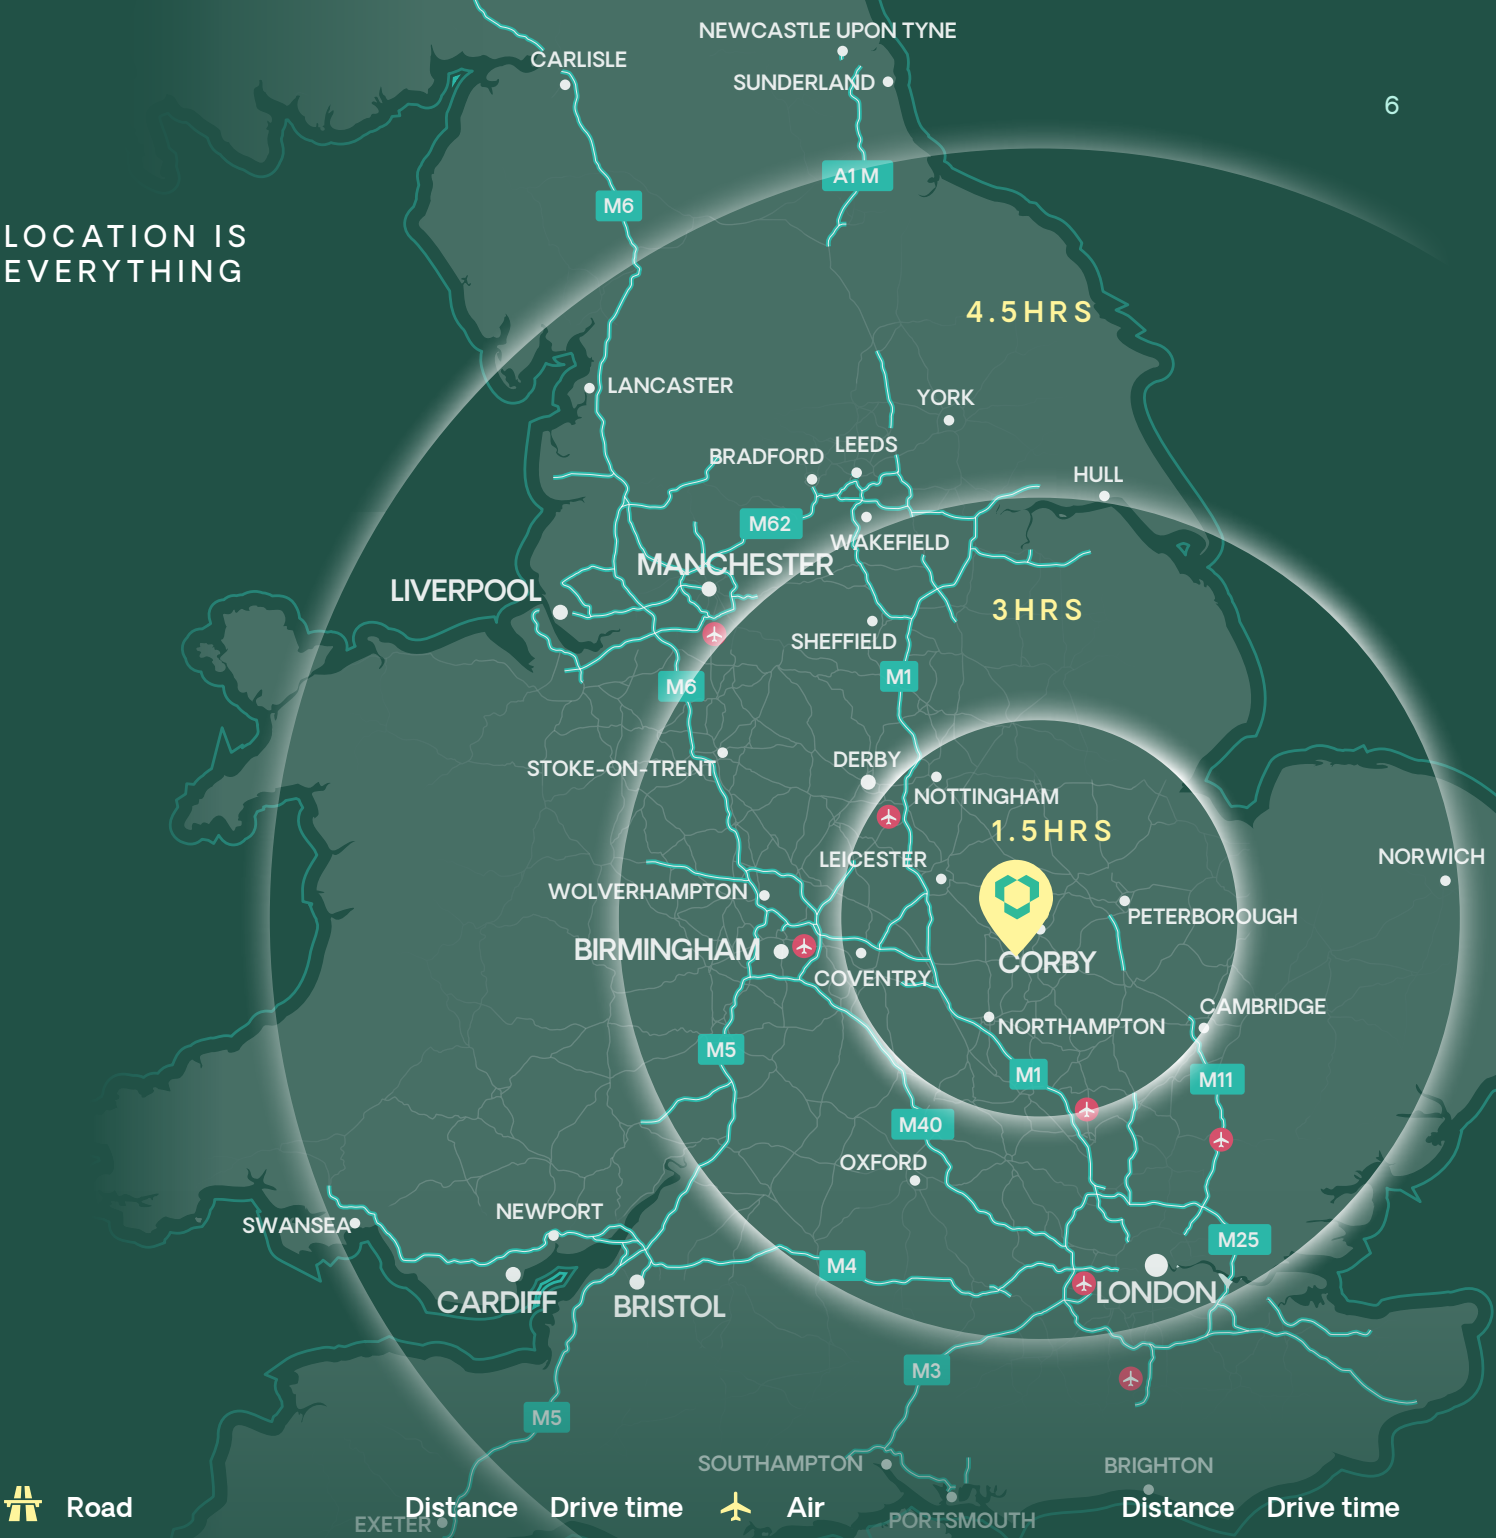 NEWCASTLE UPON TYNE
CARLISLE
SUNDERLAND
6
A1 M
M6
LOCATION IS
EVERYTHING
4.5HRS
LANCASTER
YORK
LEEDS
BRADFORD
HULL
M62
WAKEFIELD
MANCHESTER
LIVERPOOL
3HRS
SHEFFIELD
M1
M6
DERBY
STOKE-ON-TRENT
NOTTINGHAM
1.5HRS
NORWICH
LEICESTER
WOLVERHAMPTON
PETERBOROUGH
BIRMINGHAM
CORBY
COVENTRY
CAMBRIDGE
NORTHAMPTON
M5
M1
M11
M40
OXFORD
NEWPORT
SWANSEA
M25
M4
LONDON
CARDIFF
BRISTOL
M3
M5
SOUTHAMPTON
BRIGHTON
Road Distance Drive time Air Distance Drive time
EXETER
PORTSMOUTH